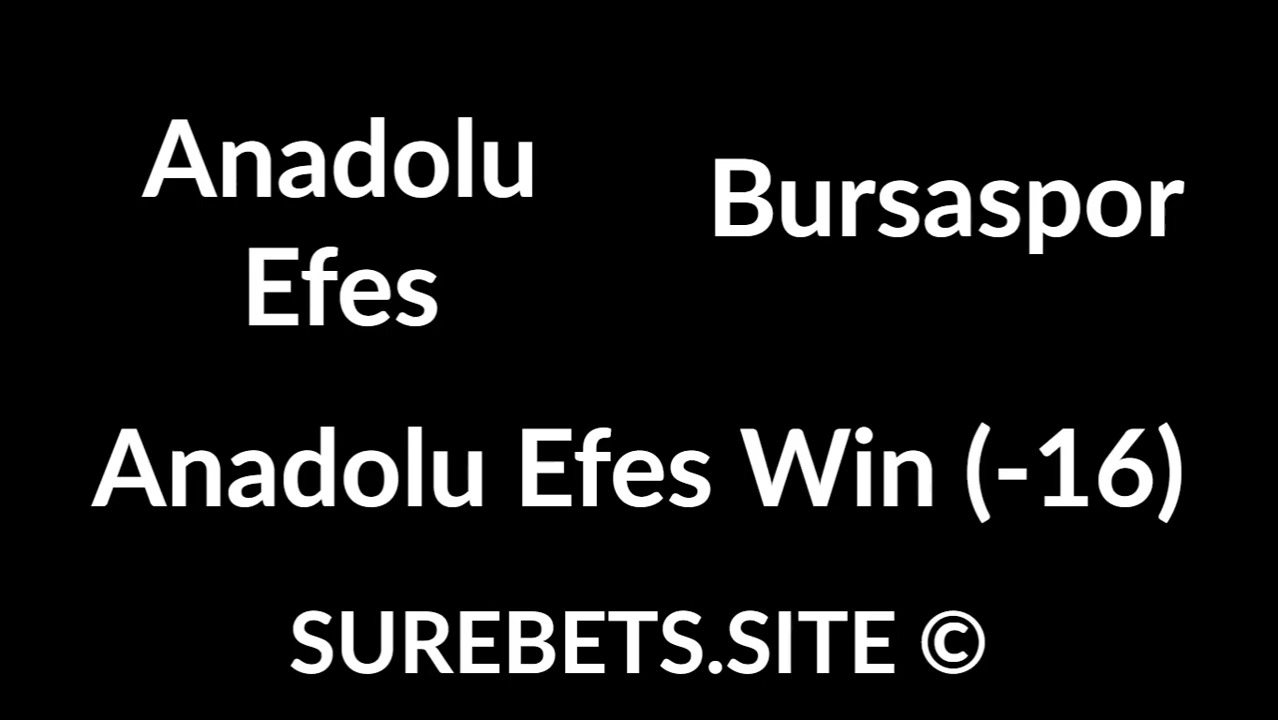 Anadolu
Efes
Bursaspor
Anadolu Efes Win (-16)
SUREBETS.SITE ©